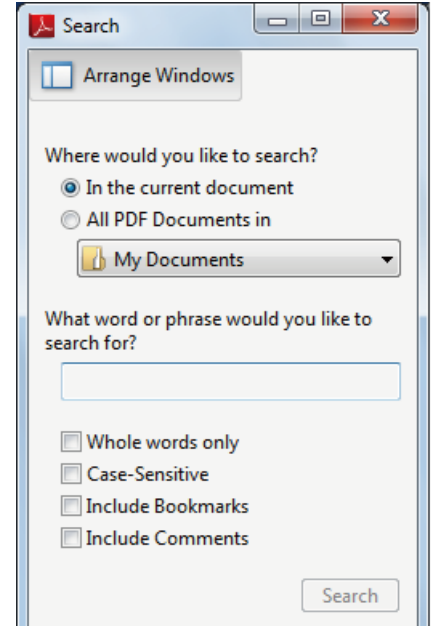 Search
Arrange Windows
Where would you like to search?
In the current document
All PDF Documents in
My Documents
What word or phrase would you like to
search for?
Whole words only
Case-Sensitive
Include Bookmarks
Include Comments
Search